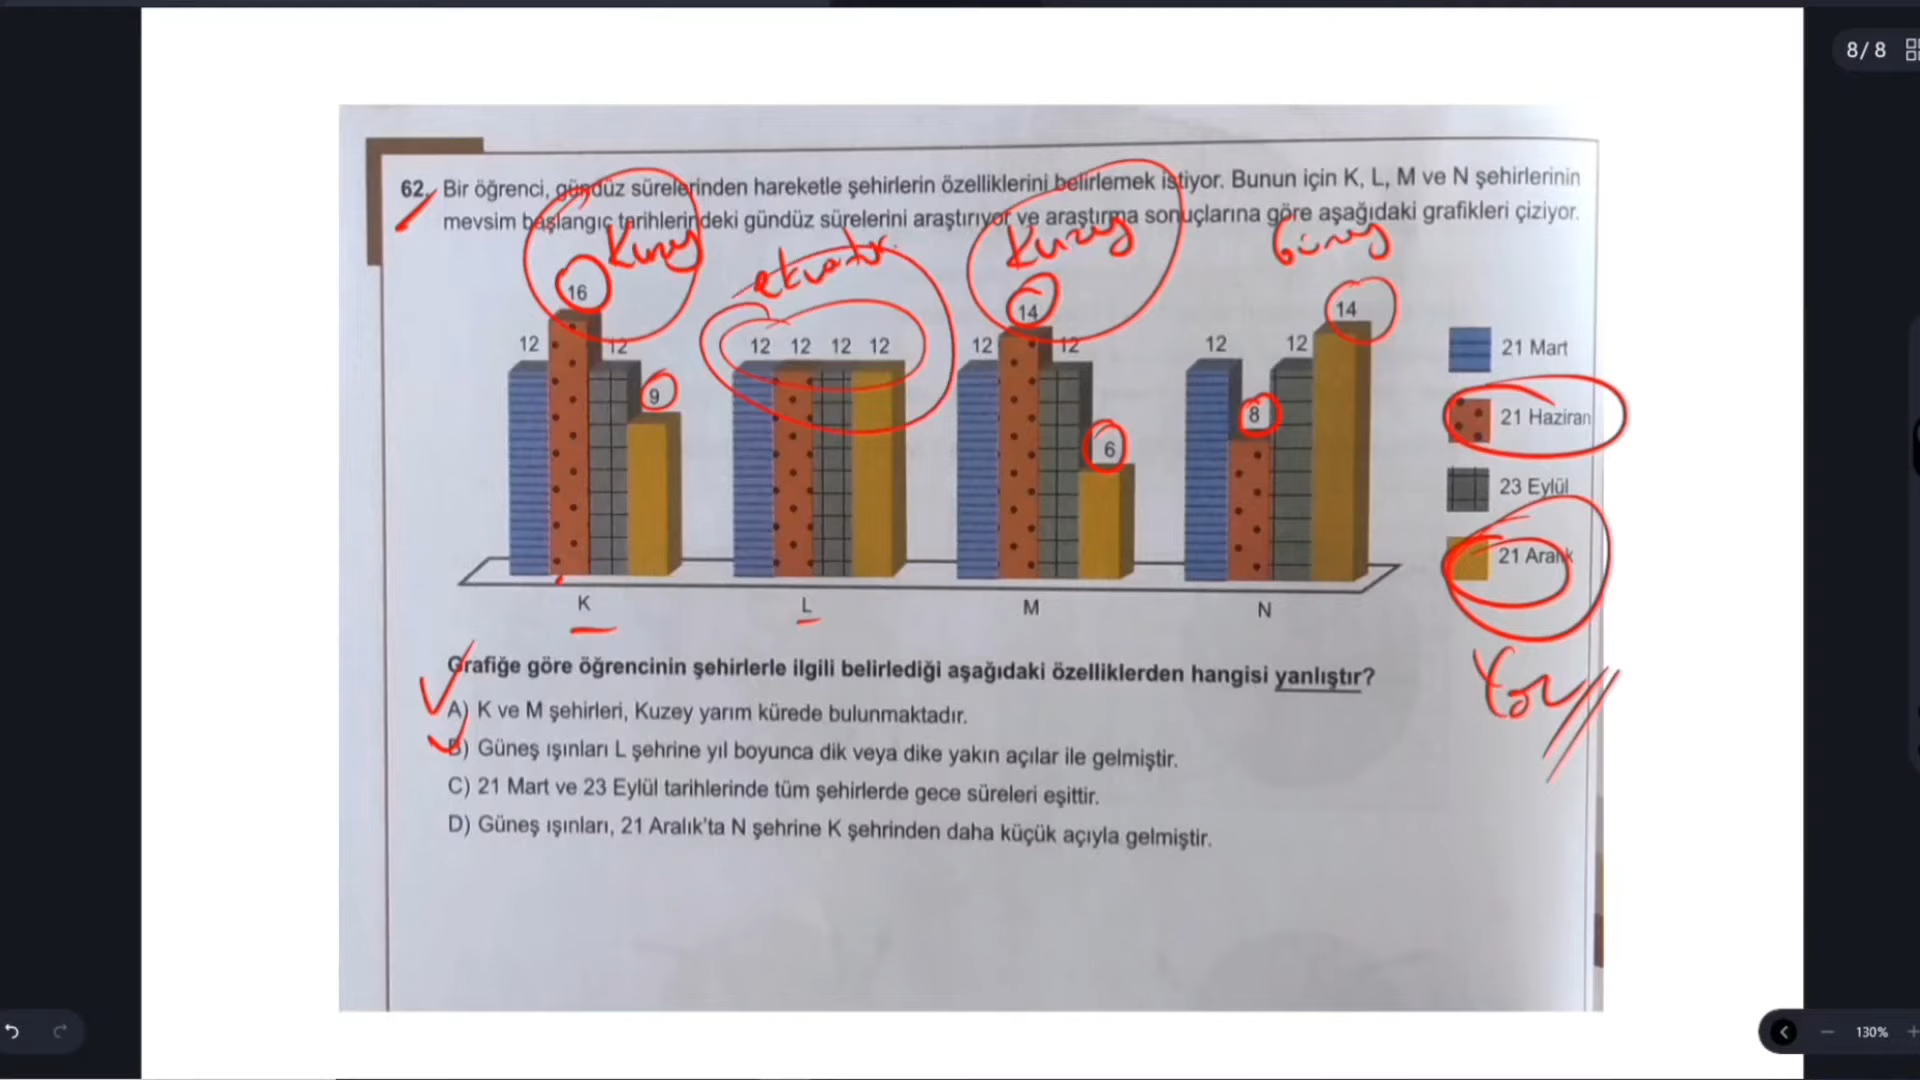 8/ 8
62. Bir öğrenci, gündüz sürelerinden hareketle şehirlerin özelliklerini belirlemek istiyor. Bunun için K, L, M ve N şehirlerinin
mevsim başlangıç tarihlerindeki gündüz sürelerini araştırıyor ve araştırma sonuçlarına göre aşağıdaki grafikleri çiziyor.
Kuzey ekvator Kuzey Güney
16 14 14
12 12 12 12 12 12 12 12 12 12
9 8 6
21 Mart
21 Haziran
23 Eylül
21 Aralık
K L M N
Grafiğe göre öğrencinin şehirlerle ilgili belirlediği aşağıdaki özelliklerden hangisi yanlıştır?
A) K ve M şehirleri, Kuzey yarım kürede bulunmaktadır.
B) Güneş ışınları L şehrine yıl boyunca dik veya dike yakın açılar ile gelmiştir.
C) 21 Mart ve 23 Eylül tarihlerinde tüm şehirlerde gece süreleri eşittir.
D) Güneş ışınları, 21 Aralık'ta N şehrine K şehrinden daha küçük açıyla gelmiştir.
130%